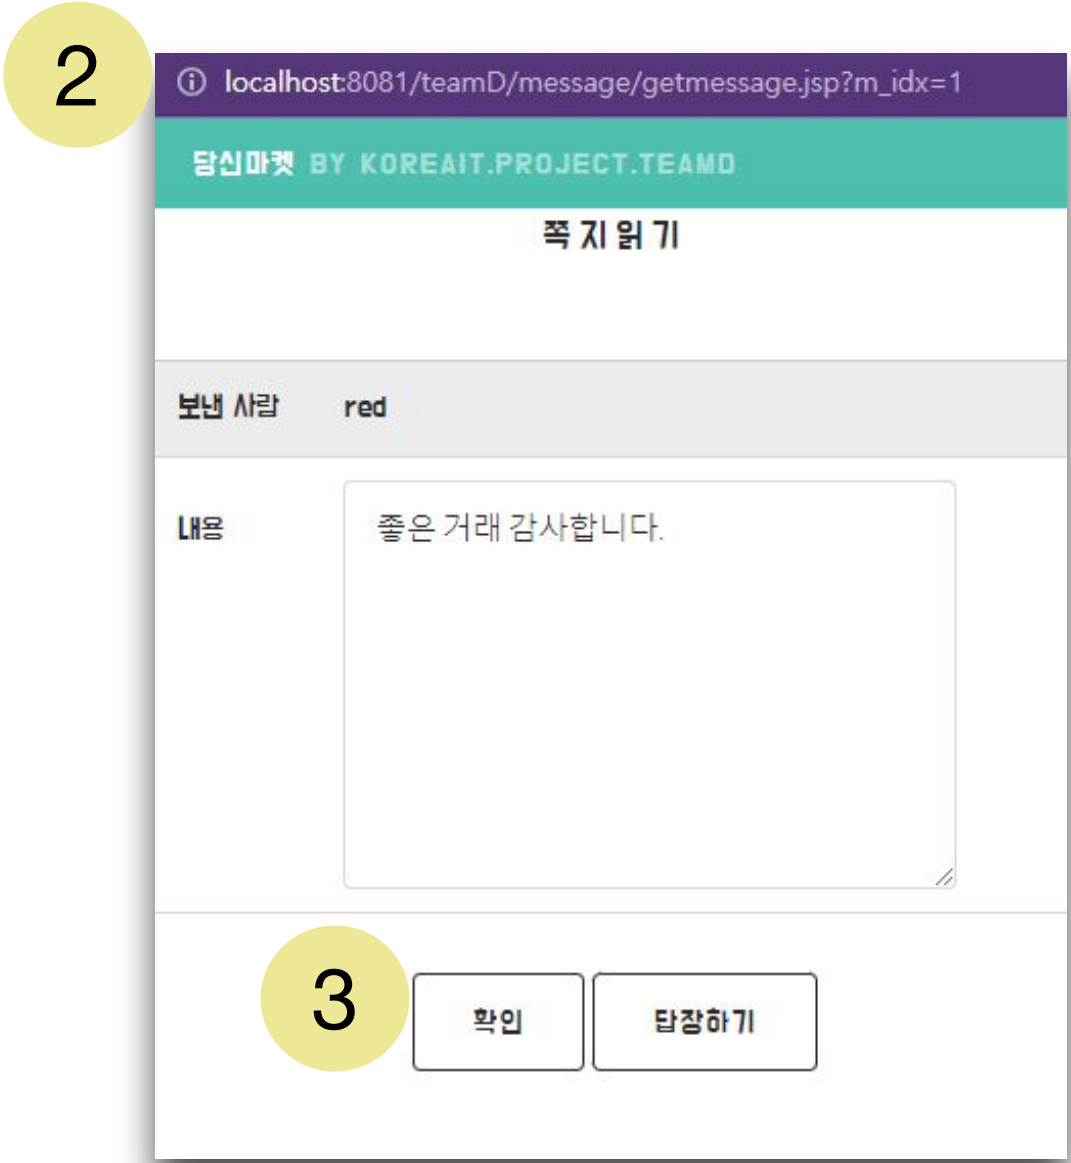 2
localhost:8081/teamD/message/getmessage.jsp?m_idx=1
당신마켓 BY KOREAIT.PROJECT.TEAMD
쪽 지 읽 기
보낸 사람 red
내용 좋은 거래 감사합니다.
3
확인 답장하기